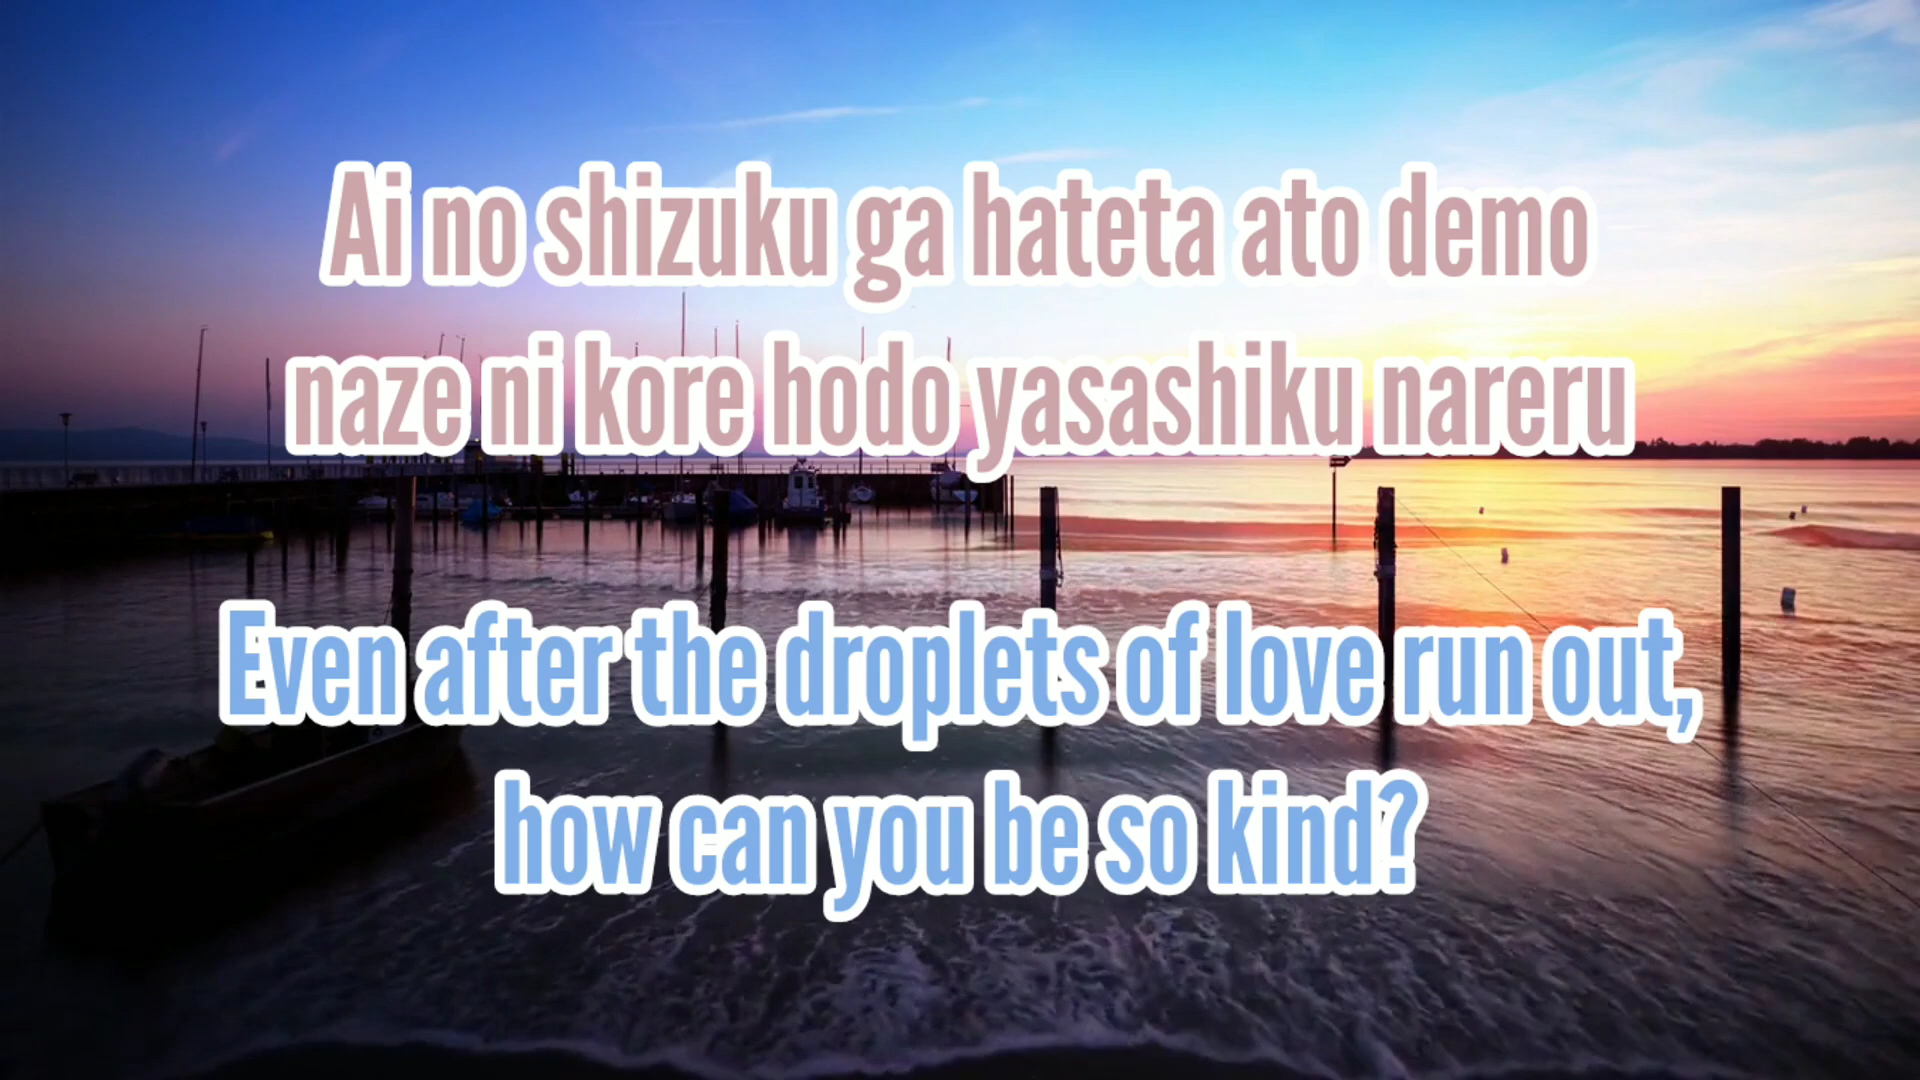 Ai no shizuku ga hateta ato demo
naze ni kore hodo yasashiku nareru
Even after the droplets of love run out,
how can you be so kind?